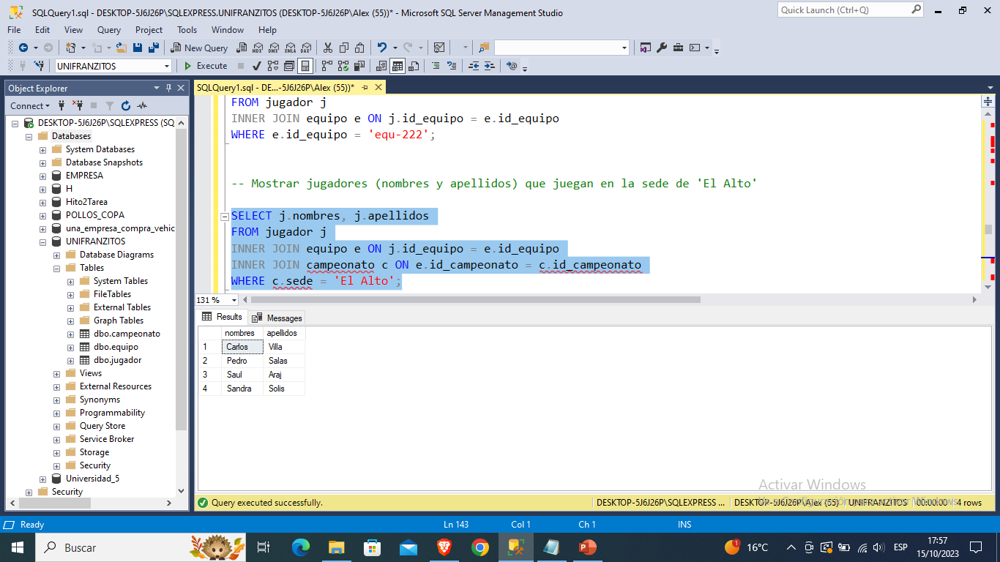 SQLQuery1.sql - DESKTOP-5J6J26P\SQLEXPRESS.UNIFRANZITOS (DESKTOP-5J6J26P\Alex (55))* - Microsoft SQL Server Management Studio
Quick Launch (Ctrl+Q)
File Edit View Query Project Tools Window Help
New Query MDX DMX XMLA DAX
UNIFRANZITOS Execute
Object Explorer
Connect
DESKTOP-5J6J26P\SQLEXPRESS (SQ
Databases
System Databases
Database Snapshots
EMPRESA
H
Hito2Tarea
POLLOS_COPA
una_empresa_compra_vehic
UNIFRANZITOS
Database Diagrams
Tables
System Tables
FileTables
External Tables
Graph Tables
dbo.campeonato
dbo.equipo
dbo.jugador
Views
External Resources
Synonyms
Programmability
Query Store
Service Broker
Storage
Security
Universidad_5
Security
SQLQuery1.sql - DE...-5J6J26P\Alex (55))*
FROM jugador j
INNER JOIN equipo e ON j.id_equipo = e.id_equipo
WHERE e.id_equipo = 'equ-222';
-- Mostrar jugadores (nombres y apellidos) que juegan en la sede de 'El Alto'
SELECT j.nombres, j.apellidos
FROM jugador j
INNER JOIN equipo e ON j.id_equipo = e.id_equipo
INNER JOIN campeonato c ON e.id_campeonato = c.id_campeonato
WHERE c.sede = 'El Alto';
131 %
Results Messages
nombres apellidos
1 Carlos Villa
2 Pedro Salas
3 Saul Araj
4 Sandra Solis
Activar Windows
Query executed successfully. DESKTOP-5J6J26P\SQLEXPRESS ... DESKTOP-5J6J26P\Alex (55) UNIFRANZITOS 00:00:00 4 rows
Ready Ln 143 Col 1 Ch 1 INS
Buscar
16°C ESP
17:57
15/10/2023